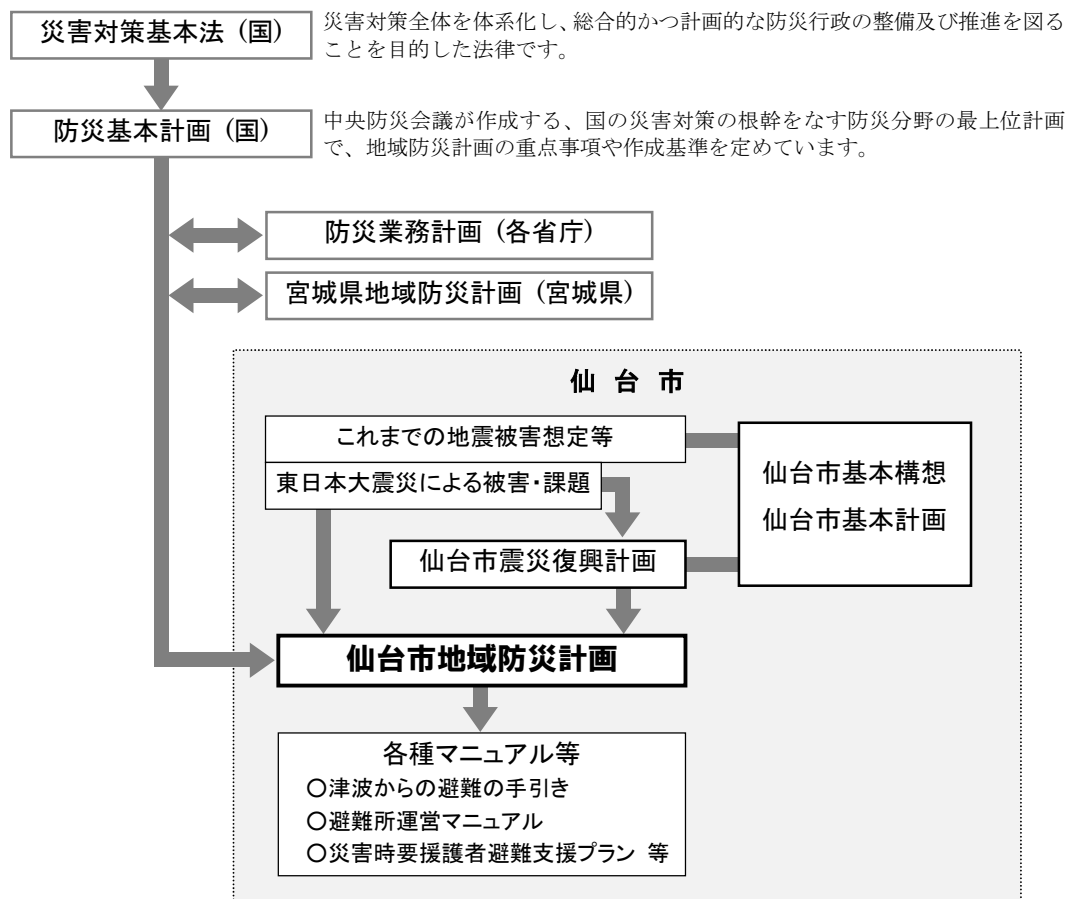 災害対策基本法 (国)
災害対策全体を体系化し、総合的かつ計画的な防災行政の整備及び推進を図る
ことを目的した法律です。
防災基本計画 (国)
中央防災会議が作成する、国の災害対策の根幹をなす防災分野の最上位計画
で、地域防災計画の重点事項や作成基準を定めています。
防災業務計画 (各省庁)
宮城県地域防災計画 (宮城県)
仙 台 市
これまでの地震被害想定等
東日本大震災による被害・課題
仙台市基本構想
仙台市基本計画
仙台市震災復興計画
仙台市地域防災計画
各種マニュアル等
○津波からの避難の手引き
○避難所運営マニュアル
○災害時要援護者避難支援プラン 等